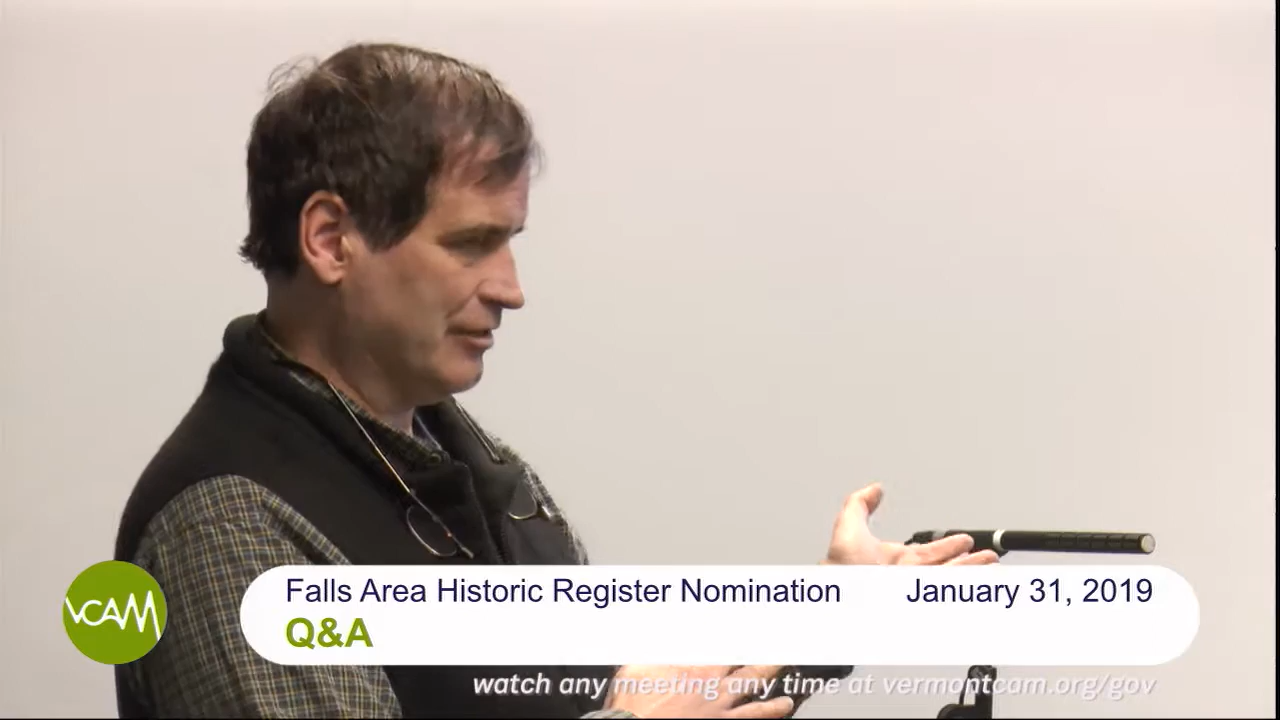 Falls Area Historic Register Nomination January 31, 2019
VCAM
Q&A
watch any meeting any time at vermontcam.org/gov